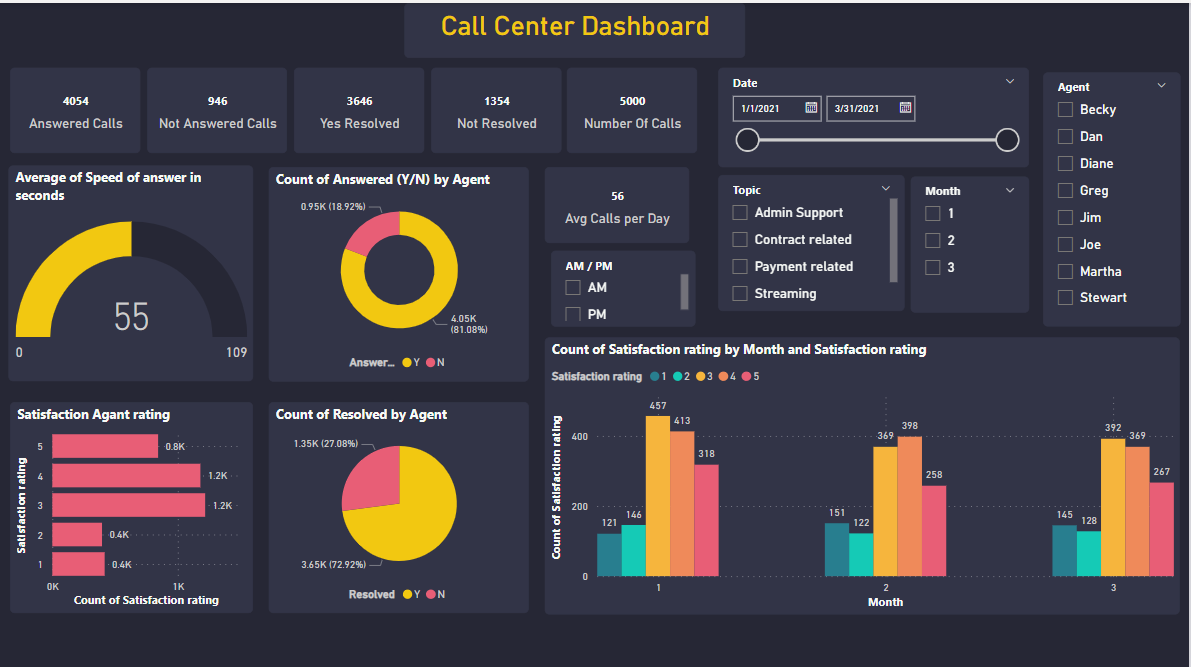 Call Center Dashboard
4054
Answered Calls
946
Not Answered Calls
3646
Yes Resolved
1354
Not Resolved
5000
Number Of Calls
Date
1/1/2021
3/31/2021
Agent
Becky
Dan
Diane
Greg
Jim
Joe
Martha
Stewart
Average of Speed of answer in
seconds
55
0
109
Count of Answered (Y/N) by Agent
0.95K (18.92%)
4.05K
(81.08%)
Answer... Y N
56
Avg Calls per Day
AM / PM
AM
PM
Topic
Admin Support
Contract related
Payment related
Streaming
Month
1
2
3
Satisfaction Agant rating
Satisfaction rating
5
0.8K
4
1.2K
3
1.2K
2
0.4K
1
0.4K
0K
1K
Count of Satisfaction rating
Count of Resolved by Agent
1.35K (27.08%)
3.65K (72.92%)
Resolved Y N
Count of Satisfaction rating by Month and Satisfaction rating
Satisfaction rating 1 2 3 4 5
Count of Satisfaction rating
400
200
0
121
146
457
413
318
151
122
369
398
258
145
128
392
369
267
1
2
3
Month